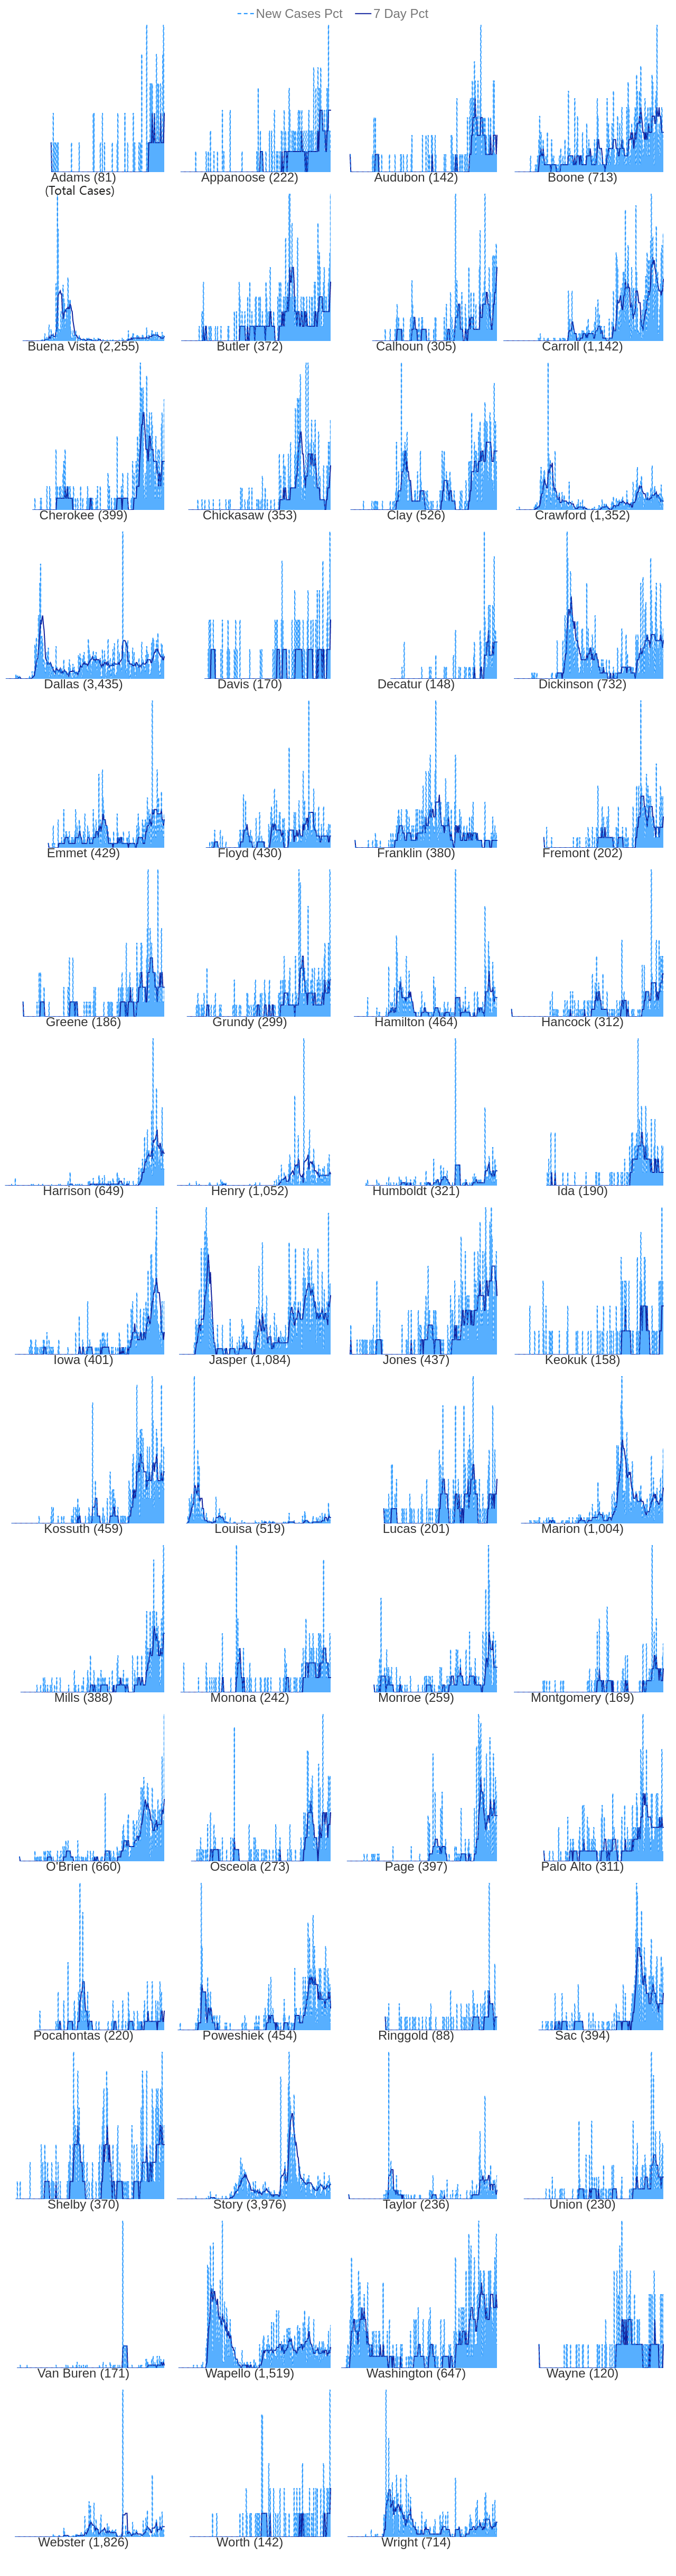 New Cases Pct 7 Day Pct
Adams (81) Appanoose (222) Audubon (142) Boone (713)
(Total Cases)
Buena Vista (2,255) Butler (372) Calhoun (305) Carroll (1,142)
Cherokee (399) Chickasaw (353) Clay (526) Crawford (1,352)
Dallas (3,435) Davis (170) Decatur (148) Dickinson (732)
Emmet (429) Floyd (430) Franklin (380) Fremont (202)
Greene (186) Grundy (299) Hamilton (464) Hancock (312)
Harrison (649) Henry (1,052) Humboldt (321) Ida (190)
Iowa (401) Jasper (1,084) Jones (437) Keokuk (158)
Kossuth (459) Louisa (519) Lucas (201) Marion (1,004)
Mills (388) Monona (242) Monroe (259) Montgomery (169)
O'Brien (660) Osceola (273) Page (397) Palo Alto (311)
Pocahontas (220) Poweshiek (454) Ringgold (88) Sac (394)
Shelby (370) Story (3,976) Taylor (236) Union (230)
Van Buren (171) Wapello (1,519) Washington (647) Wayne (120)
Webster (1,826) Worth (142) Wright (714)